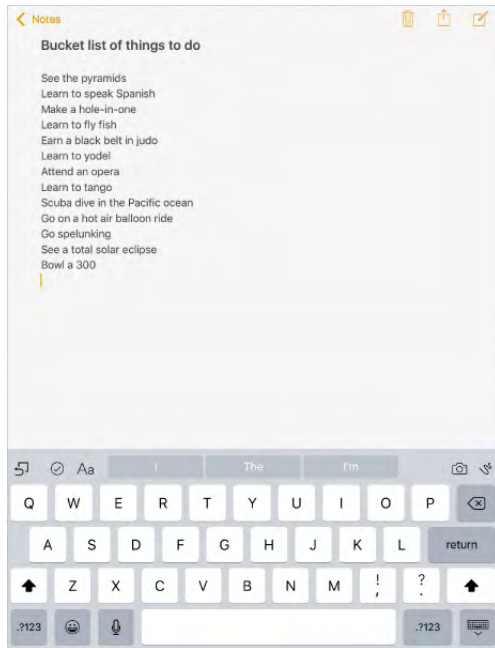 Notes
Bucket list of things to do
See the pyramids
Learn to speak Spanish
Make a hole-in-one
Learn to fly fish
Earn a black belt in judo
Learn to yodel
Attend an opera
Learn to tango
Scuba dive in the Pacific ocean
Go on a hot air balloon ride
Go spelunking
See a total solar eclipse
Bowl a 300
Aa I The I'm
Q W E R T Y U I O P
A S D F G H J K L return
Z X C V B N M ! , ? .
.?123 .?123